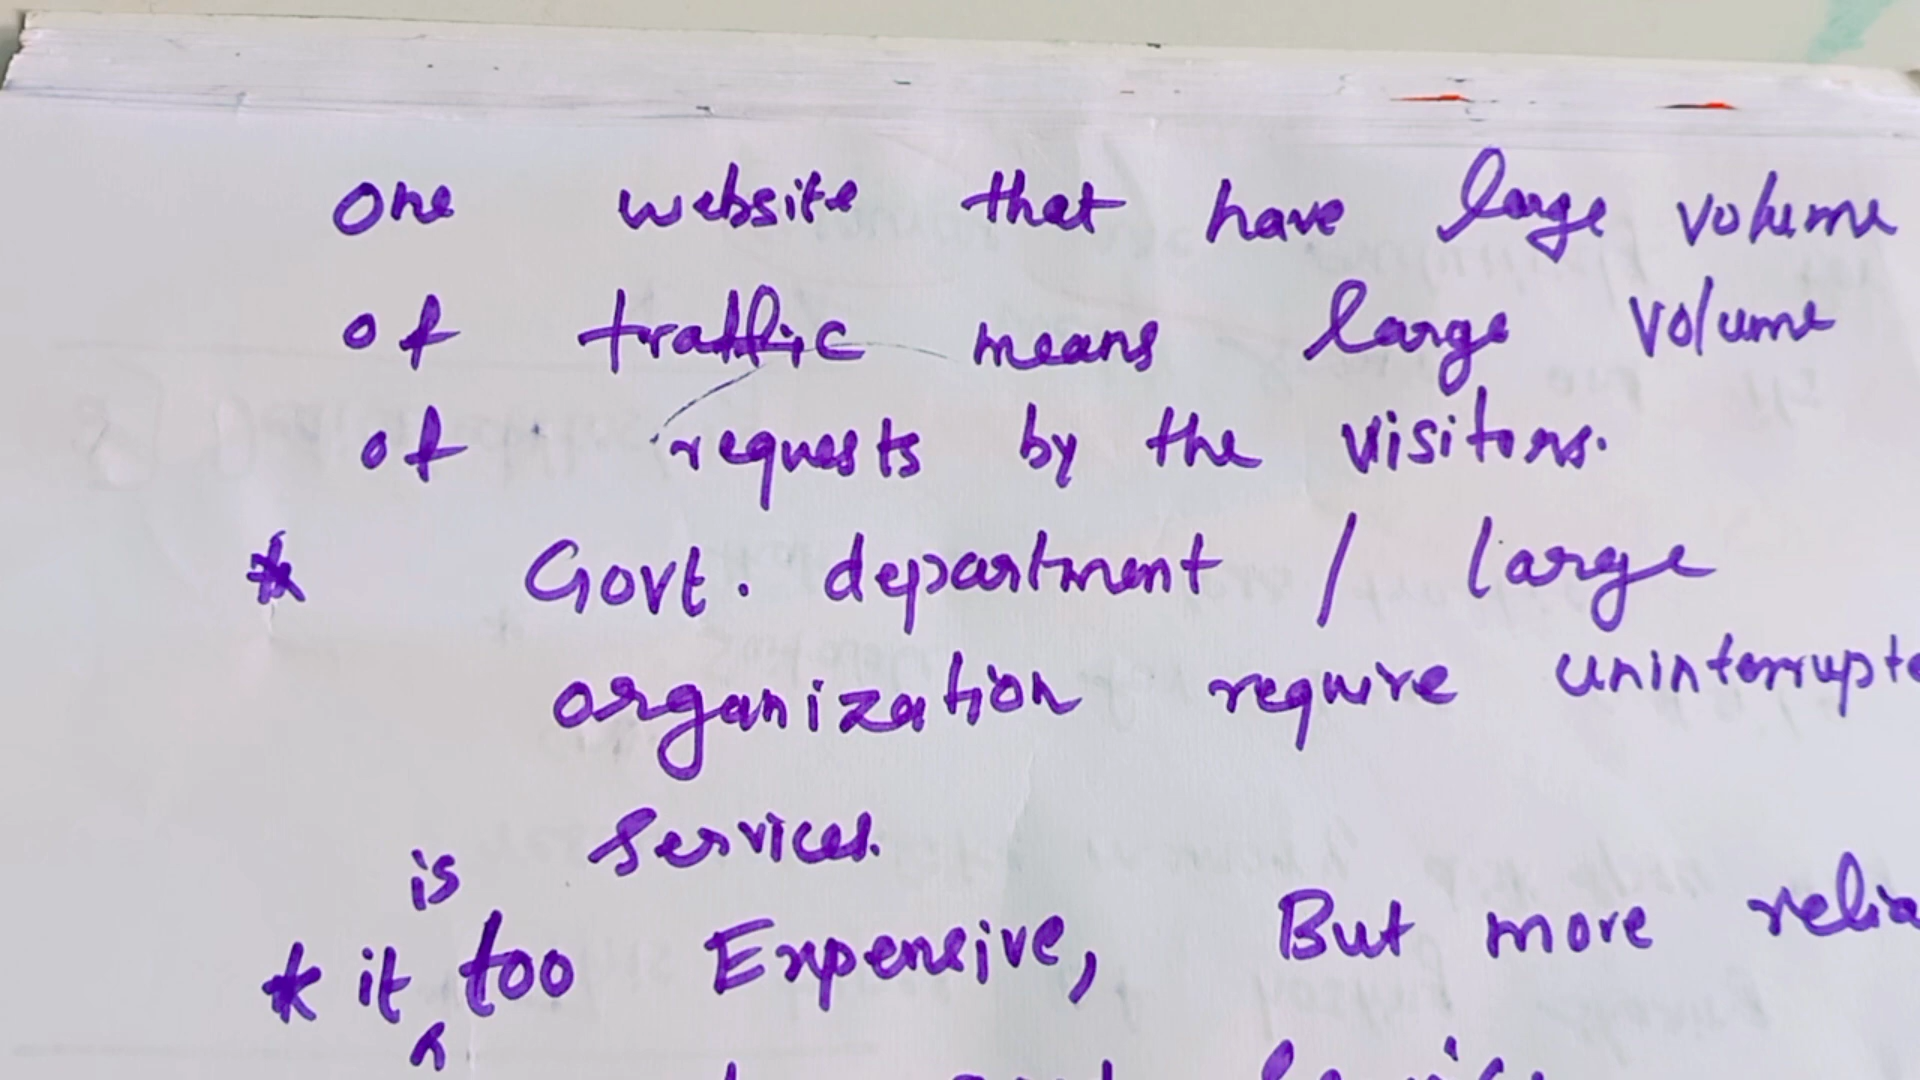 one website that have large volume
of traffic means large volume
of requests by the visitors.
* Govt. department / large
organization require uninterrupte
services.
is
* it ^ too Expensive, But more relia